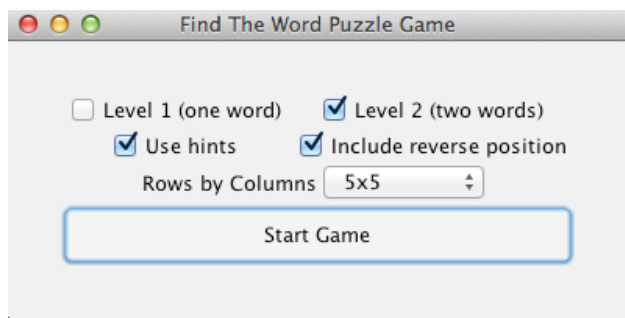 Find The Word Puzzle Game
Level 1 (one word) Level 2 (two words)
Use hints Include reverse position
Rows by Columns 5x5
Start Game